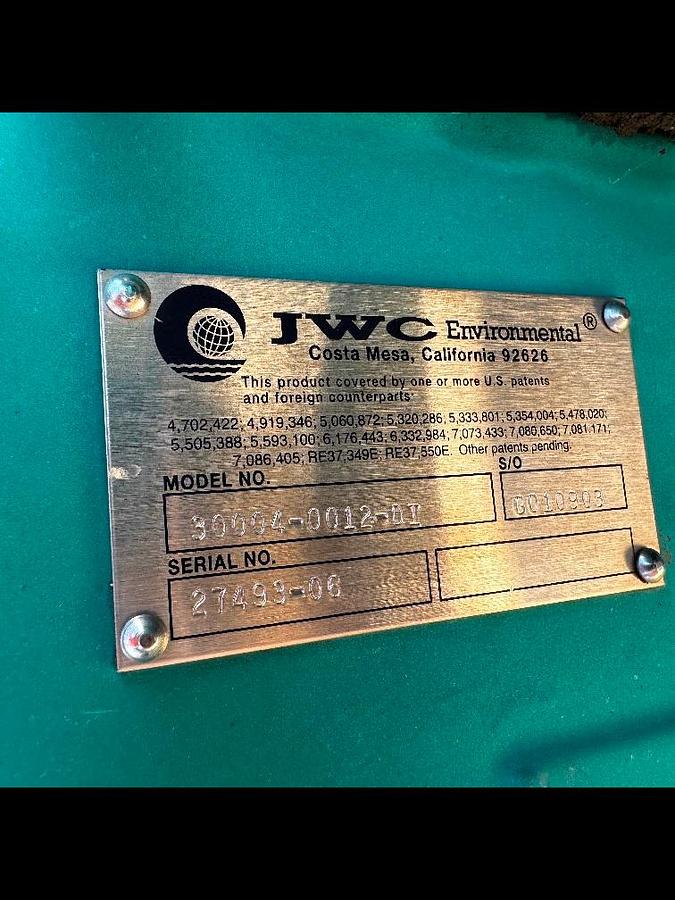 JWC Environmental®
Costa Mesa, California 92626
This product covered by one or more U.S. patents
and foreign counterparts
4,702,422; 4,919,346; 5,060,872; 5,320,286; 5,333,801; 5,354,004; 5,478,020;
5,505,388; 5,593,100; 6,176,443; 6,332,984; 7,073,433; 7,080,650; 7,081,171;
7,086,405; RE37,349E; RE37,550E. Other patents pending.
MODEL NO.
S/O
30004-0012-DI
SERIAL NO.
27493-06